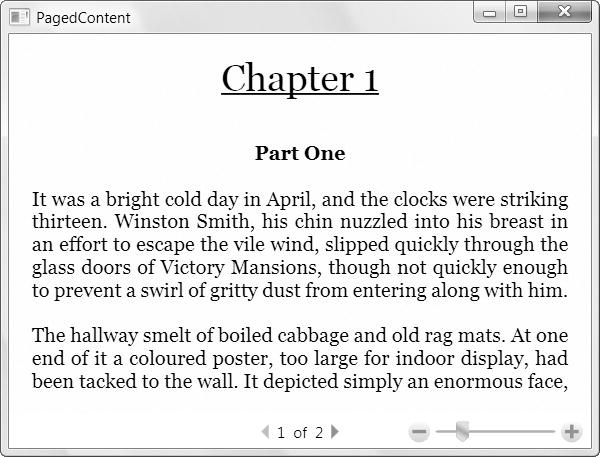 PagedContent
Chapter 1
Part One
It was a bright cold day in April, and the clocks were striking
thirteen. Winston Smith, his chin nuzzled into his breast in
an effort to escape the vile wind, slipped quickly through the
glass doors of Victory Mansions, though not quickly enough
to prevent a swirl of gritty dust from entering along with him.
The hallway smelt of boiled cabbage and old rag mats. At one
end of it a coloured poster, too large for indoor display, had
been tacked to the wall. It depicted simply an enormous face,
1 of 2